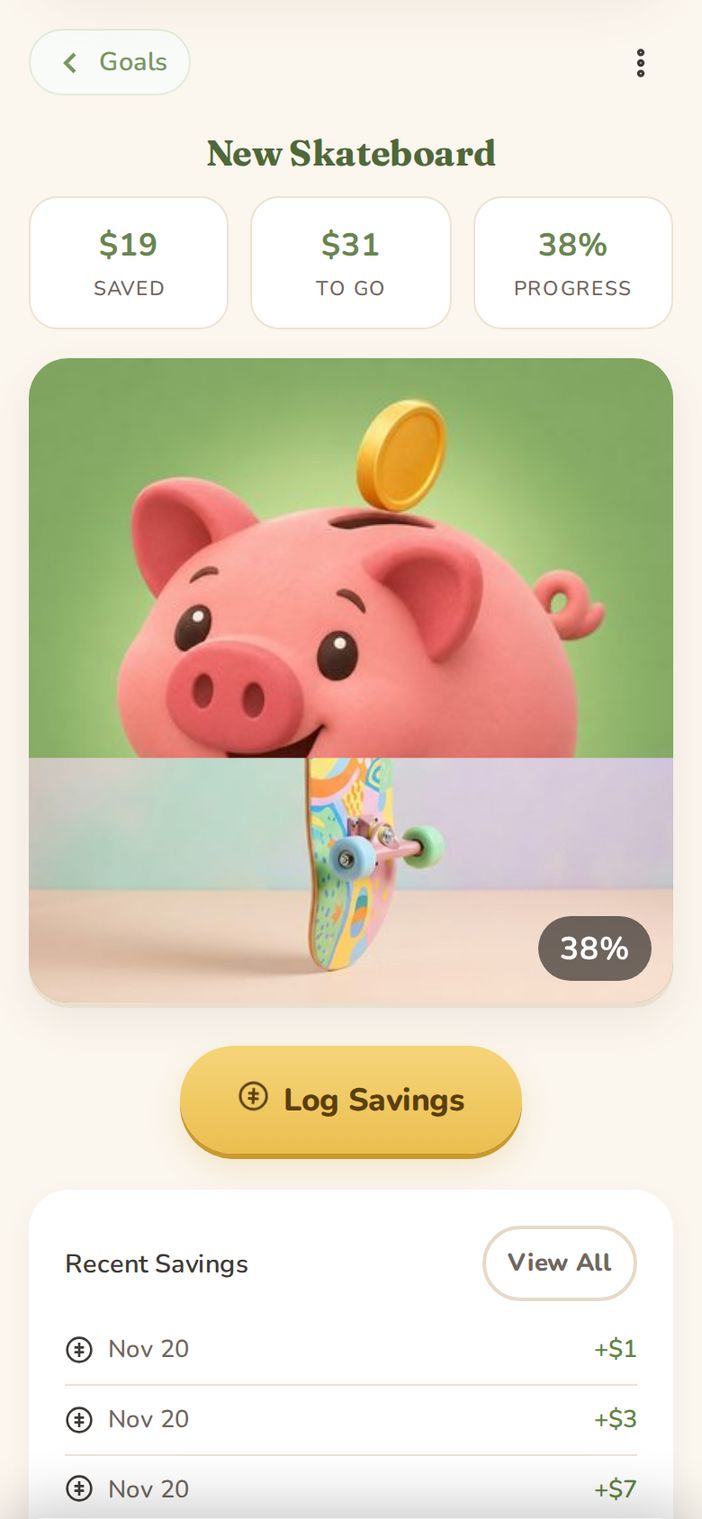 Goals
New Skateboard
$19 $31 38%
SAVED TO GO PROGRESS
38%
Log Savings
Recent Savings View All
Nov 20 +$1
Nov 20 +$3
Nov 20 +$7